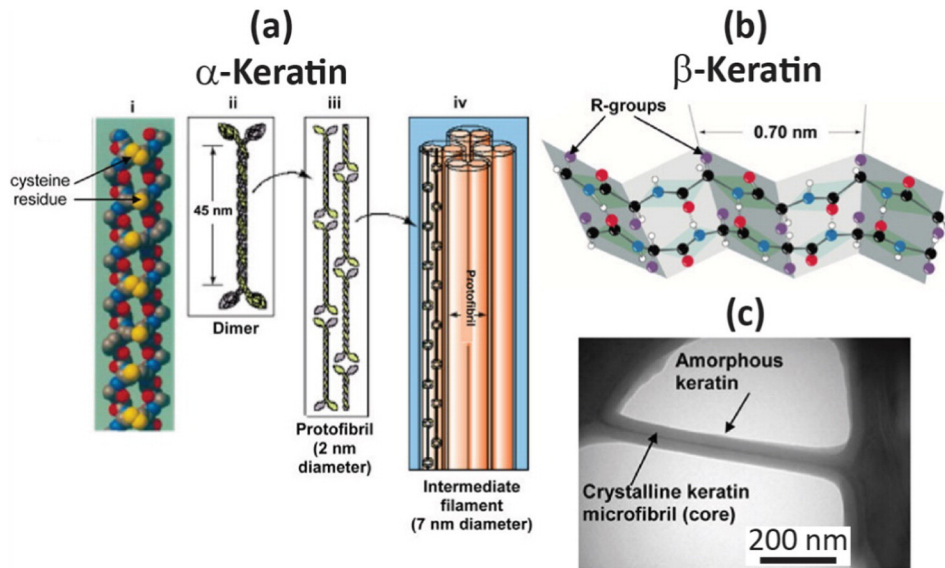 (a)
α-Keratin
i
ii
iii
iv
cysteine
residue
45 nm
Dimer
Protofibril
(2 nm
diameter)
Protofibril
Intermediate
filament
(7 nm diameter)
(b)
β-Keratin
R-groups
0.70 nm
(c)
Amorphous
keratin
Crystalline keratin
microfibril (core)
200 nm